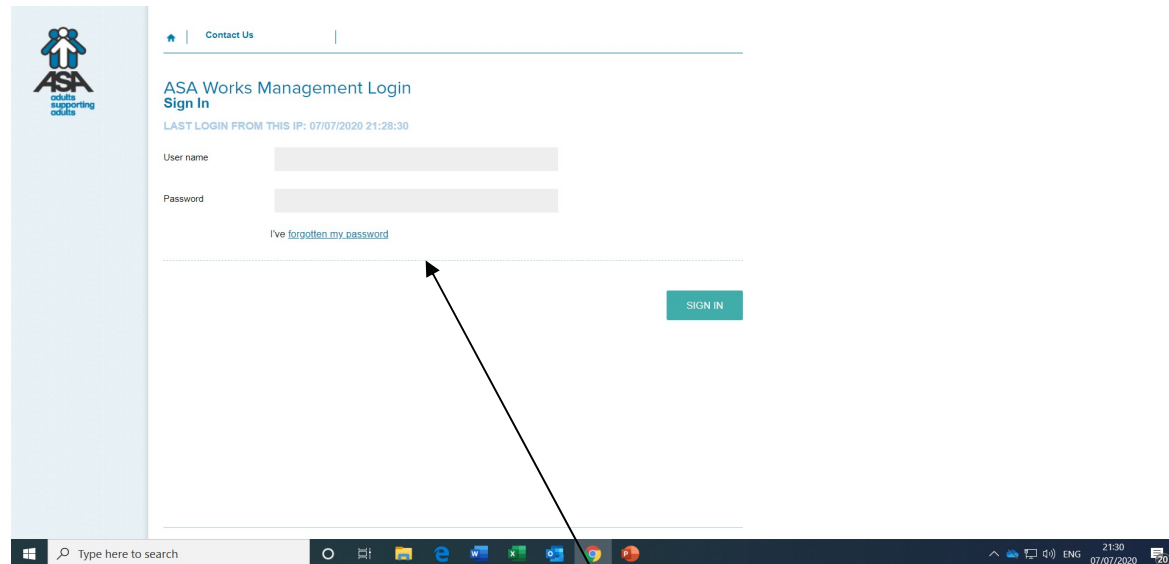 ASA
adults
supporting
adults
Contact Us
ASA Works Management Login
Sign In
LAST LOGIN FROM THIS IP: 07/07/2020 21:28:30
User name
Password
I've forgotten my password
SIGN IN
Type here to search
ENG
21:30
07/07/2020
20